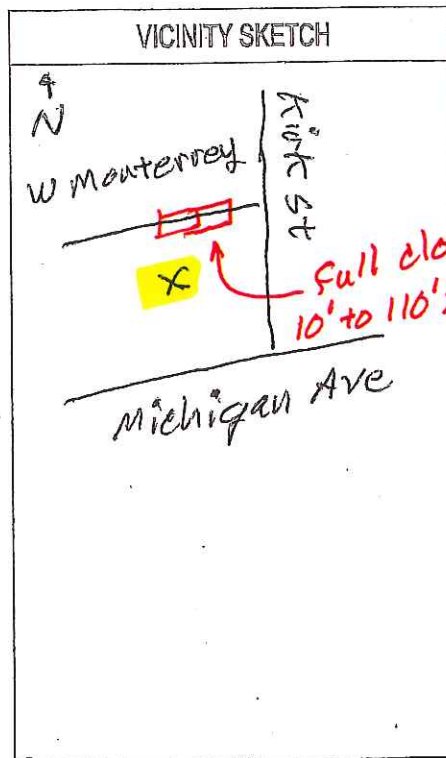 VICINITY SKETCH
N
W Monterrey
Kirk St
X
Full clo
10' to 110'
Michigan Ave